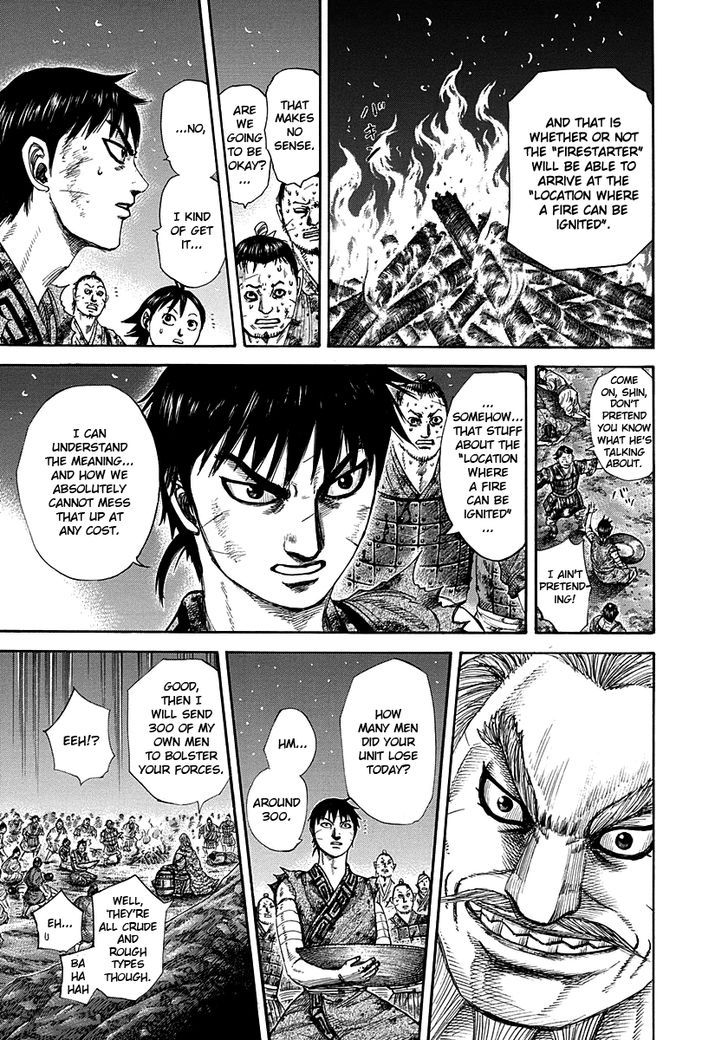 AND THAT IS
WHETHER OR NOT
THE "FIRESTARTER"
WILL BE ABLE TO
ARRIVE AT THE
"LOCATION WHERE
A FIRE CAN BE
IGNITED".
THAT
MAKES
NO
SENSE.
ARE
WE
GOING
TO BE
OKAY?
...
...NO,
I KIND
OF GET
IT...
COME
ON, SHIN,
DON'T
PRETEND
YOU KNOW
WHAT HE'S
TALKING
ABOUT.
I AIN'T
PRETEND-
ING!
...
SOMEHOW...
THAT STUFF
ABOUT THE
"LOCATION
WHERE
A FIRE
CAN BE
IGNITED"
...
I CAN
UNDERSTAND
THE MEANING...
AND HOW WE
ABSOLUTELY
CANNOT MESS
THAT UP AT
ANY COST.
HOW
MANY MEN
DID YOUR
UNIT LOSE
TODAY?
HM...
AROUND
300.
GOOD,
THEN I
WILL SEND
300 OF MY
OWN MEN
TO BOLSTER
YOUR FORCES.
EEH!?
WELL,
THEY'RE
ALL CRUDE
AND
ROUGH
TYPES
THOUGH.
EH...
BA
HA
HAH